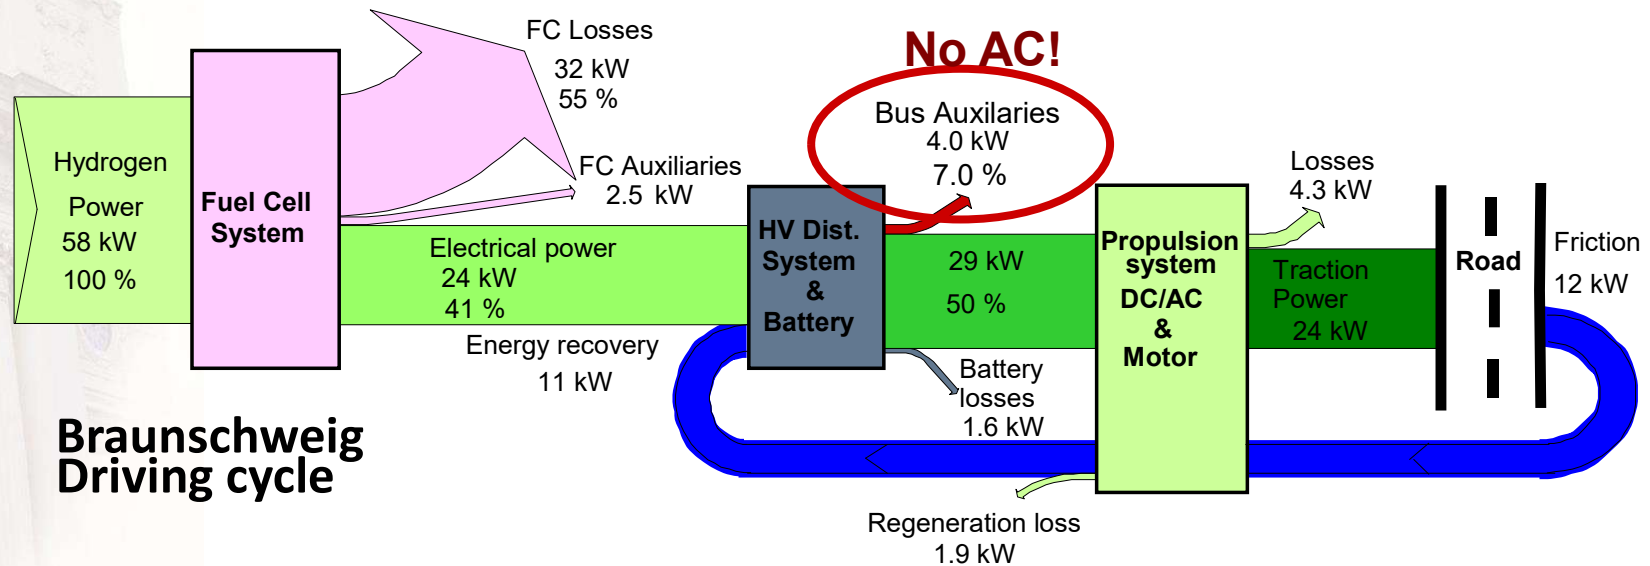 No AC!
FC Losses
32 kW
55 %
Bus Auxilaries
4.0 kW
7.0 %
Hydrogen
Power
58 kW
100 %
Fuel Cell
System
FC Auxiliaries
2.5 kW
Losses
4.3 kW
Electrical power
24 kW
41 %
HV Dist.
System
&
Battery
29 kW
50 %
Propulsion
system
DC/AC
&
Motor
Traction
Power
24 kW
Road
Friction
12 kW
Energy recovery
11 kW
Battery
losses
1.6 kW
Braunschweig
Driving cycle
Regeneration loss
1.9 kW